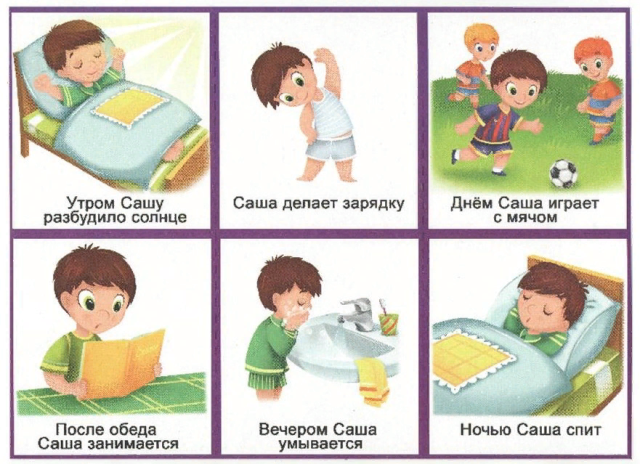 Утром Сашу
разбудило солнце
Саша делает зарядку
Днём Саша играет
с мячом
После обеда
Саша занимается
Вечером Саша
умывается
Ночью Саша спит